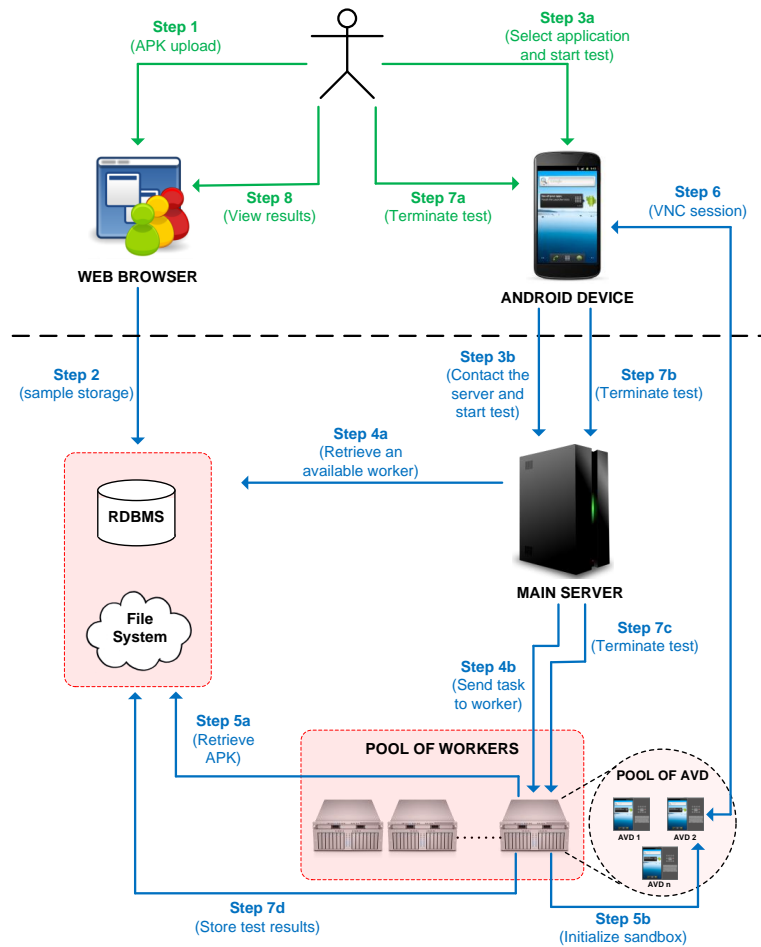 Step 1
(APK upload)
Step 3a
(Select application
and start test)
Step 8
(View results)
Step 7a
(Terminate test)
Step 6
(VNC session)
WEB BROWSER
ANDROID DEVICE
Step 2
(sample storage)
Step 3b
(Contact the
server and
start test)
Step 7b
(Terminate test)
Step 4a
(Retrieve an
available worker)
RDBMS
File
System
MAIN SERVER
Step 7c
(Terminate test)
Step 4b
(Send task
to worker)
Step 5a
(Retrieve
APK)
POOL OF WORKERS
POOL OF AVD
AVD 1
AVD 2
AVD n
Step 7d
(Store test results)
Step 5b
(Initialize sandbox)